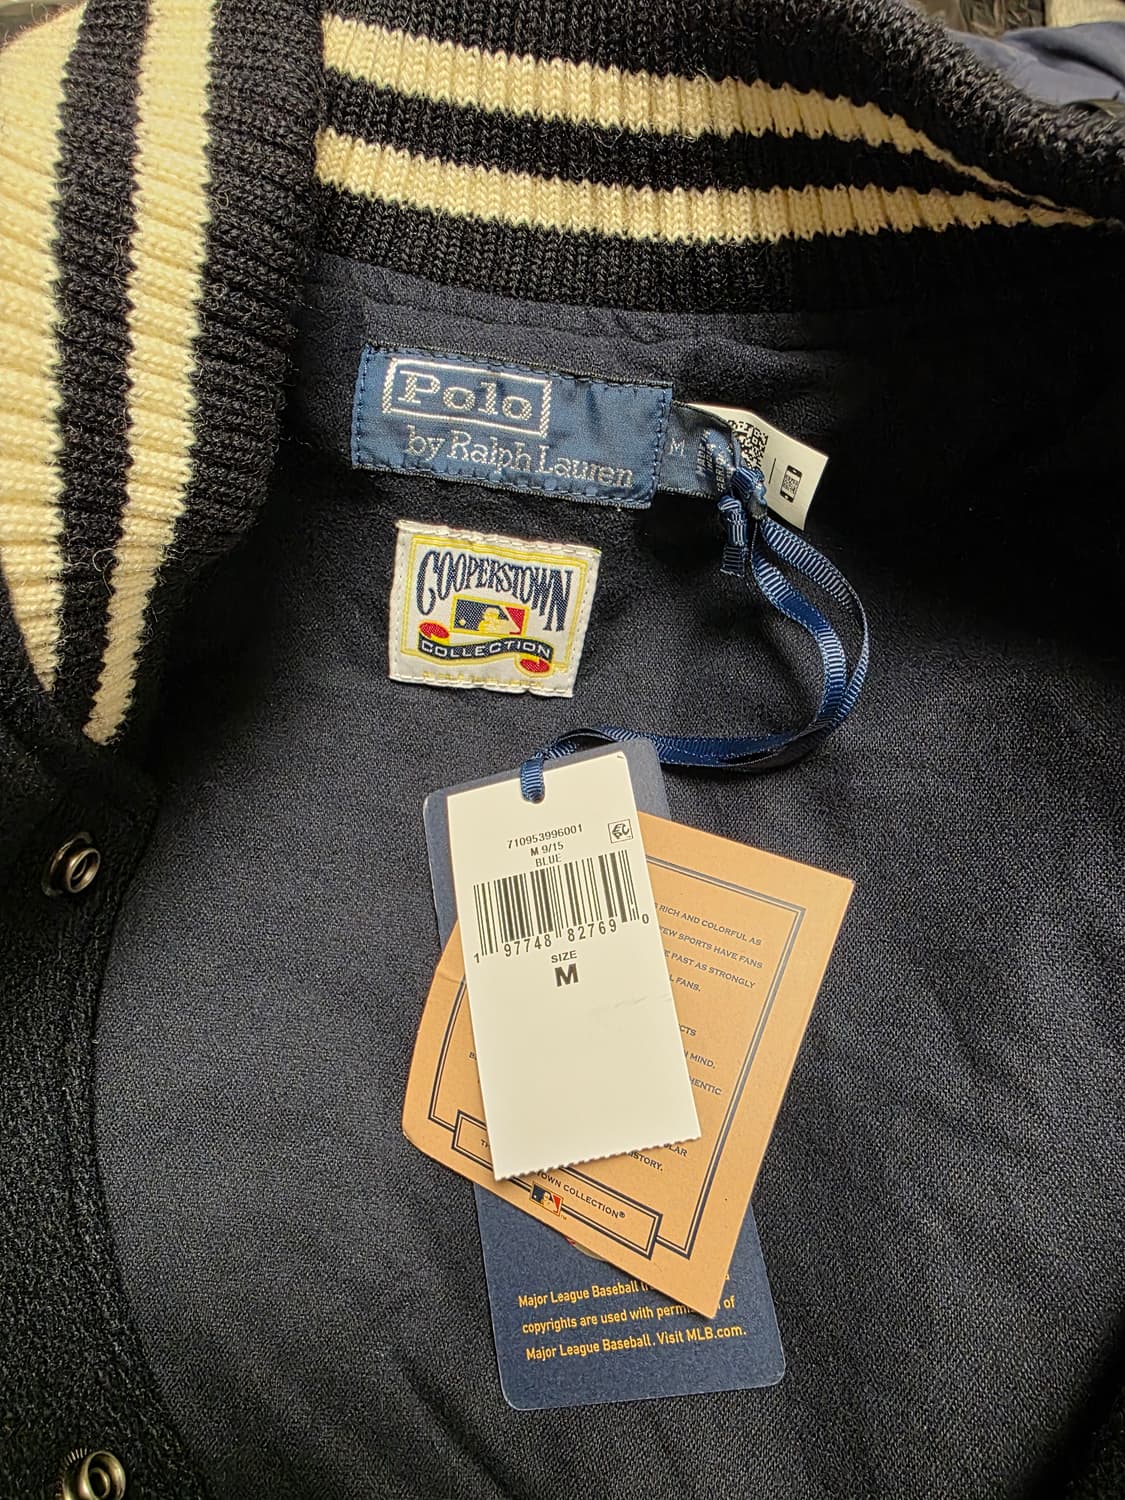 Polo
by Ralph Lauren
M
COOPERSTOWN
COLLECTION
710953996001
M 9/15
BLUE
1 97748 82769 0
SIZE
M
RICH AND COLORFUL AS
FEW SPORTS HAVE FANS
PAST AS STRONGLY
FANS.
MIND,
HISTORY.
COLLECTION®
Major League Baseball
copyrights are used with of
Major League Baseball. Visit MLB.com.